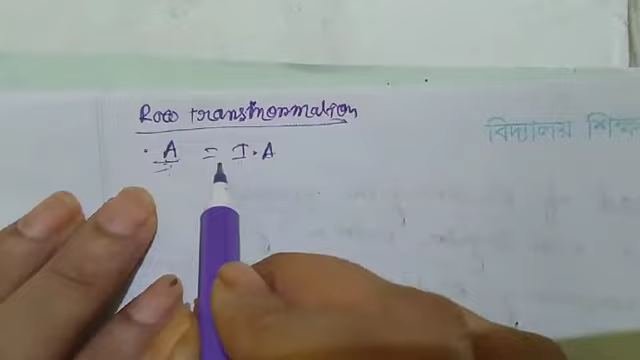 Row transformation
A = I . A
বিদ্যালয়